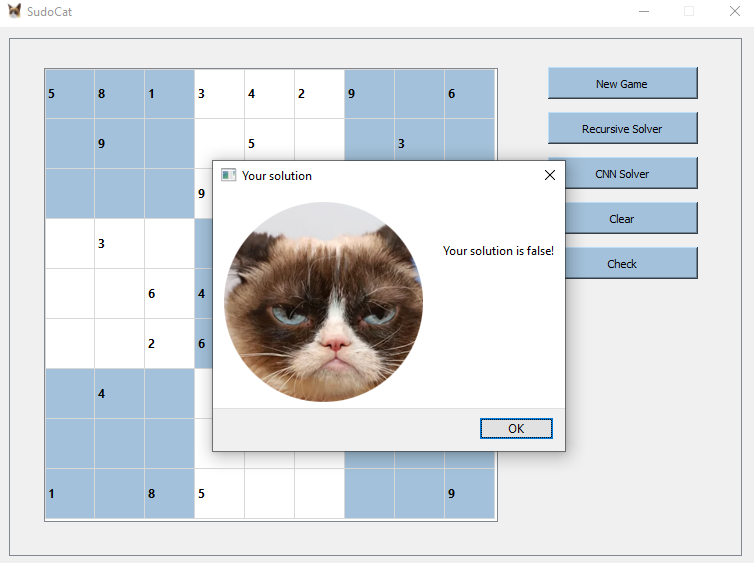 SudoCat
5 8 1 3 4 2 9 6
New Game
9 5 3
Recursive Solver
Your solution
9
CNN Solver
3
Clear
Your solution is false!
Check
6 4
2 6
4
OK
1 8 5 9